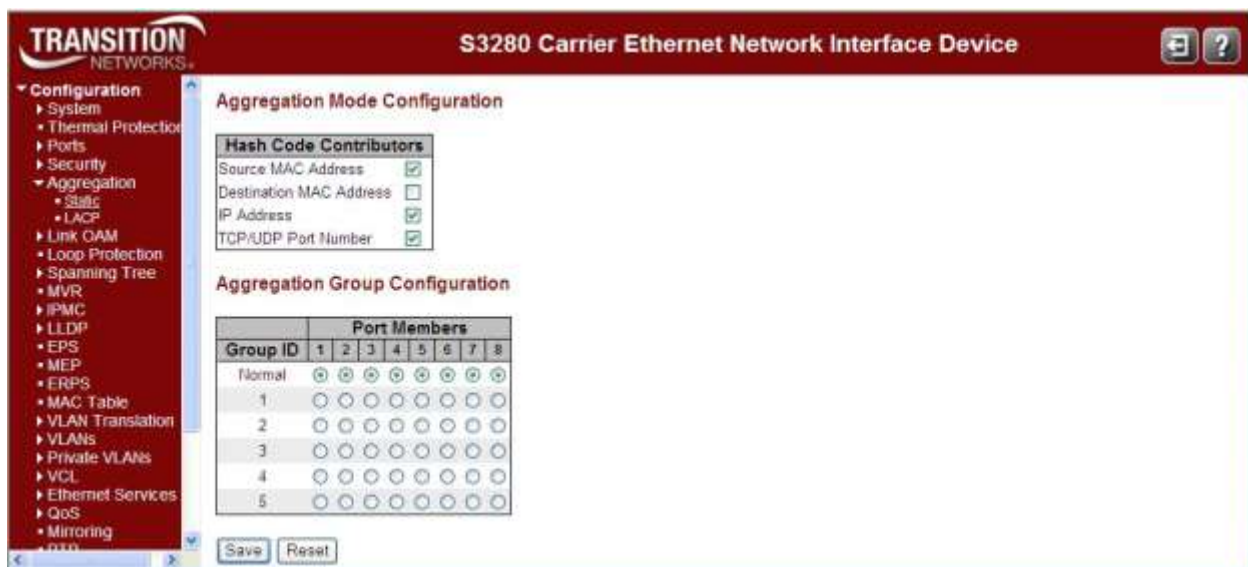 TRANSITION
NETWORKS
S3280 Carrier Ethernet Network Interface Device
?
Configuration
System
Thermal Protection
Ports
Security
Aggregation
Static
LACP
Link OAM
Loop Protection
Spanning Tree
MVR
IPMC
LLDP
EPS
MEP
ERPS
MAC Table
VLAN Translation
VLANs
Private VLANs
VCL
Ethernet Services
QoS
Mirroring
Aggregation Mode Configuration
Hash Code Contributors
Source MAC Address
Destination MAC Address
IP Address
TCP/UDP Port Number
Aggregation Group Configuration
Port Members
Group ID 1 2 3 4 5 6 7 8
Normal
1
2
3
4
5
Save Reset